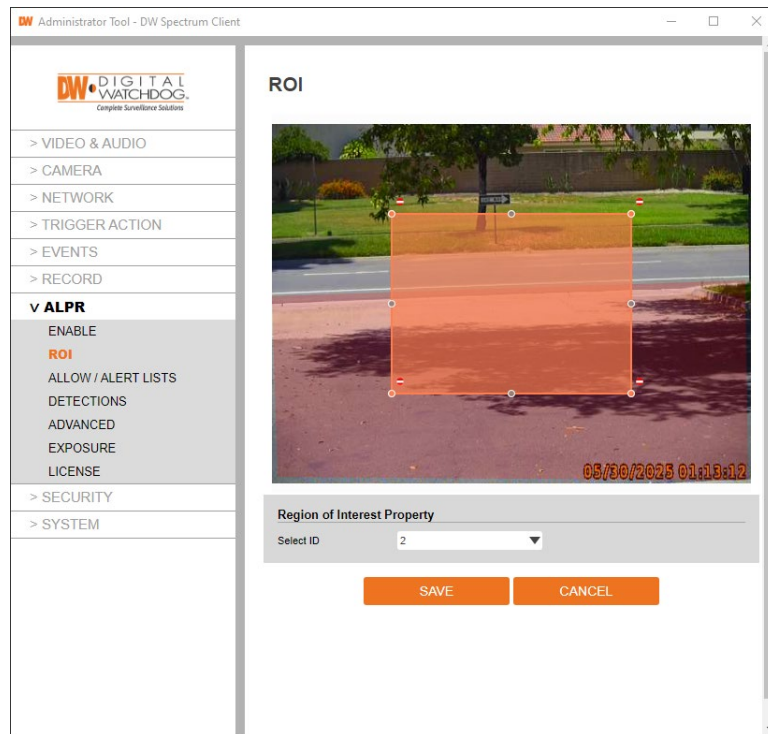 DW Administrator Tool - DW Spectrum Client
DW DIGITAL
WATCHDOG®
Complete Surveillance Solutions
> VIDEO & AUDIO
> CAMERA
> NETWORK
> TRIGGER ACTION
> EVENTS
> RECORD
v ALPR
ENABLE
ROI
ALLOW / ALERT LISTS
DETECTIONS
ADVANCED
EXPOSURE
LICENSE
> SECURITY
> SYSTEM
ROI
05/30/2025 01:13:12
Region of Interest Property
Select ID 2
SAVE CANCEL